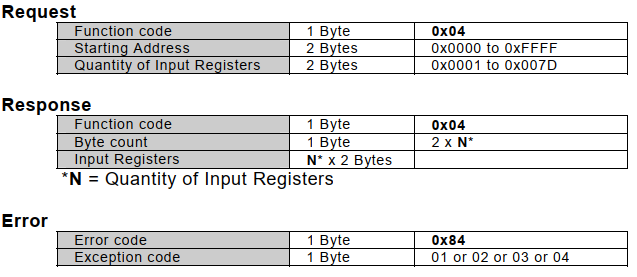 Request
Function code 1 Byte 0x04
Starting Address 2 Bytes 0x0000 to 0xFFFF
Quantity of Input Registers 2 Bytes 0x0001 to 0x007D
Response
Function code 1 Byte 0x04
Byte count 1 Byte 2 x N*
Input Registers N* x 2 Bytes
*N = Quantity of Input Registers
Error
Error code 1 Byte 0x84
Exception code 1 Byte 01 or 02 or 03 or 04